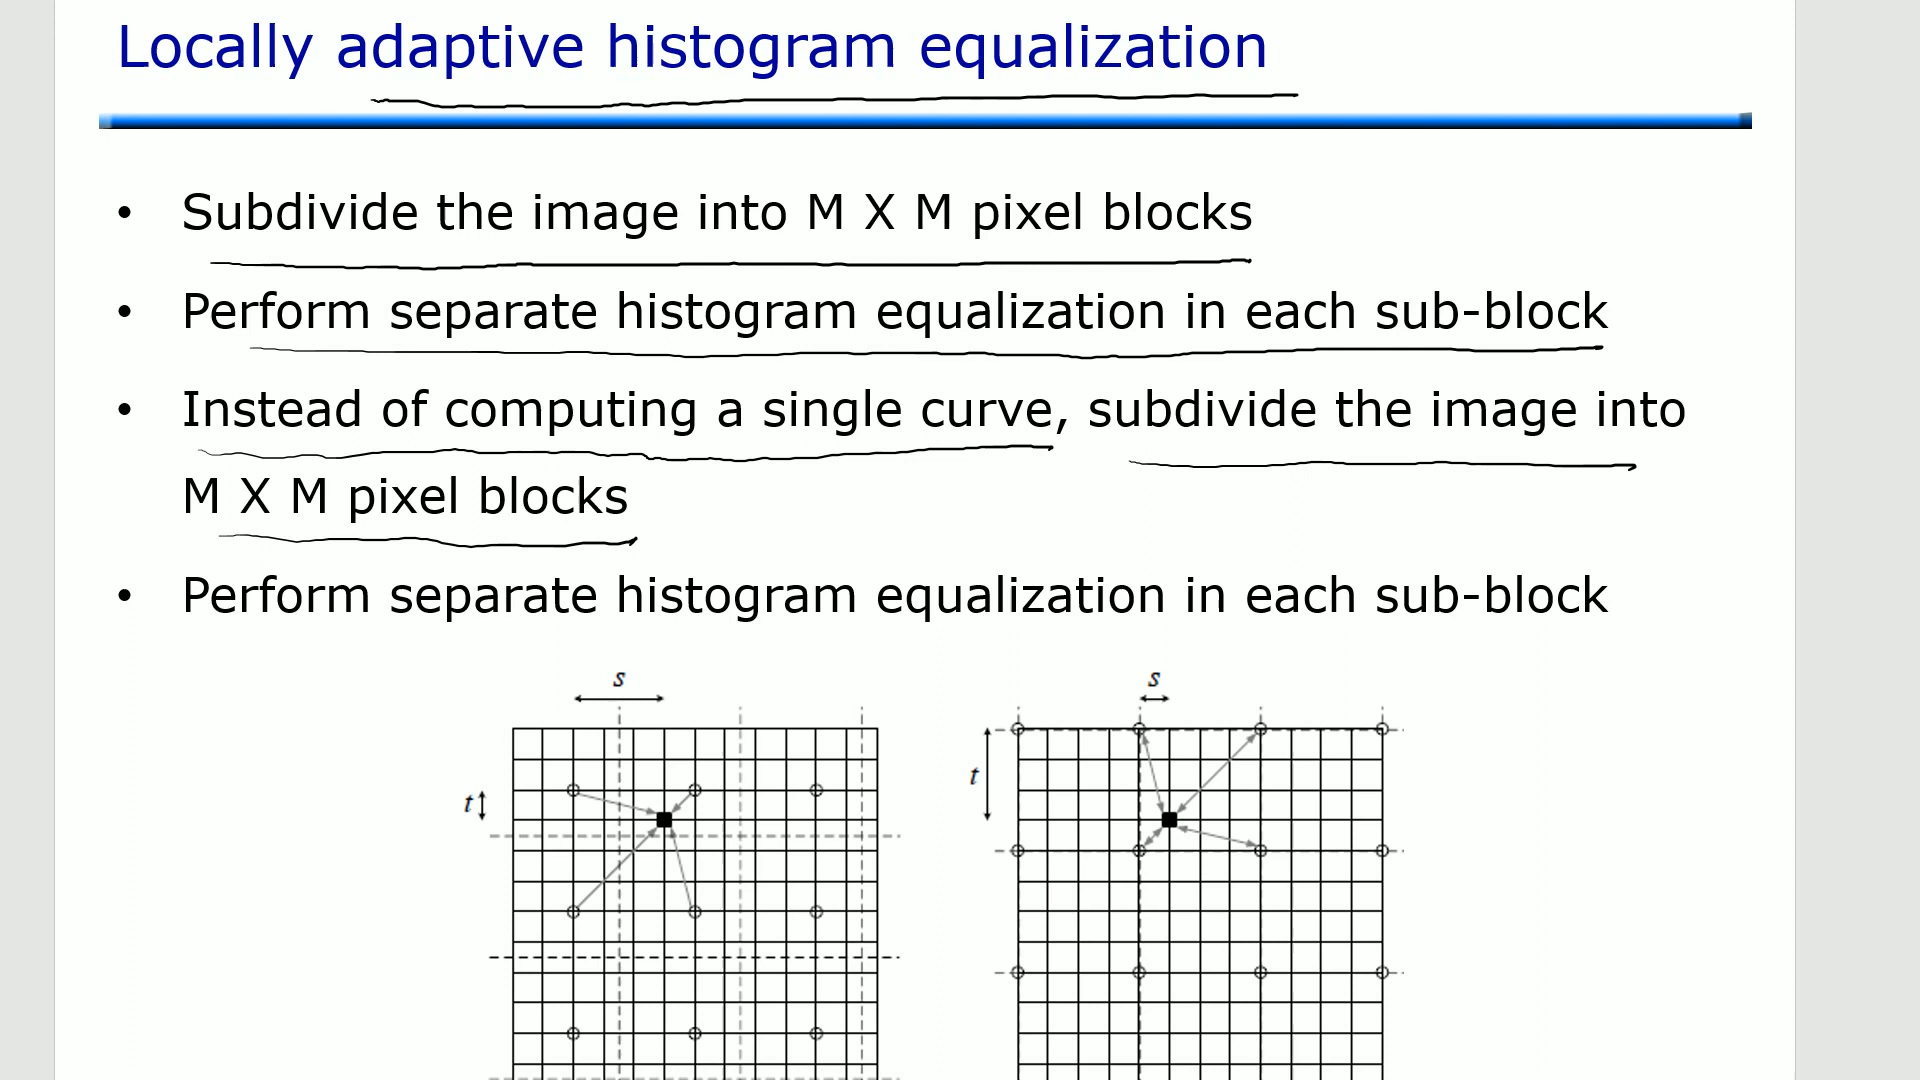 Locally adaptive histogram equalization
• Subdivide the image into M X M pixel blocks
• Perform separate histogram equalization in each sub-block
• Instead of computing a single curve, subdivide the image into
M X M pixel blocks
• Perform separate histogram equalization in each sub-block
s
s
t
t